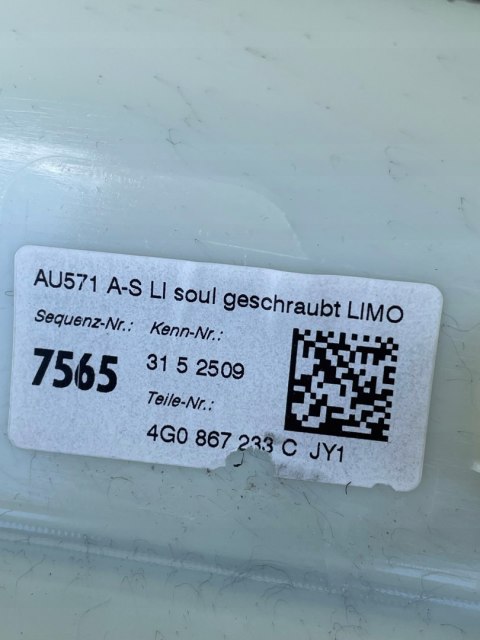 AU571 A-S LI soul geschraubt LIMO
Sequenz-Nr.: Kenn-Nr.:
7565 31 5 2509
Teile-Nr.:
4G0 867 233 C JY1